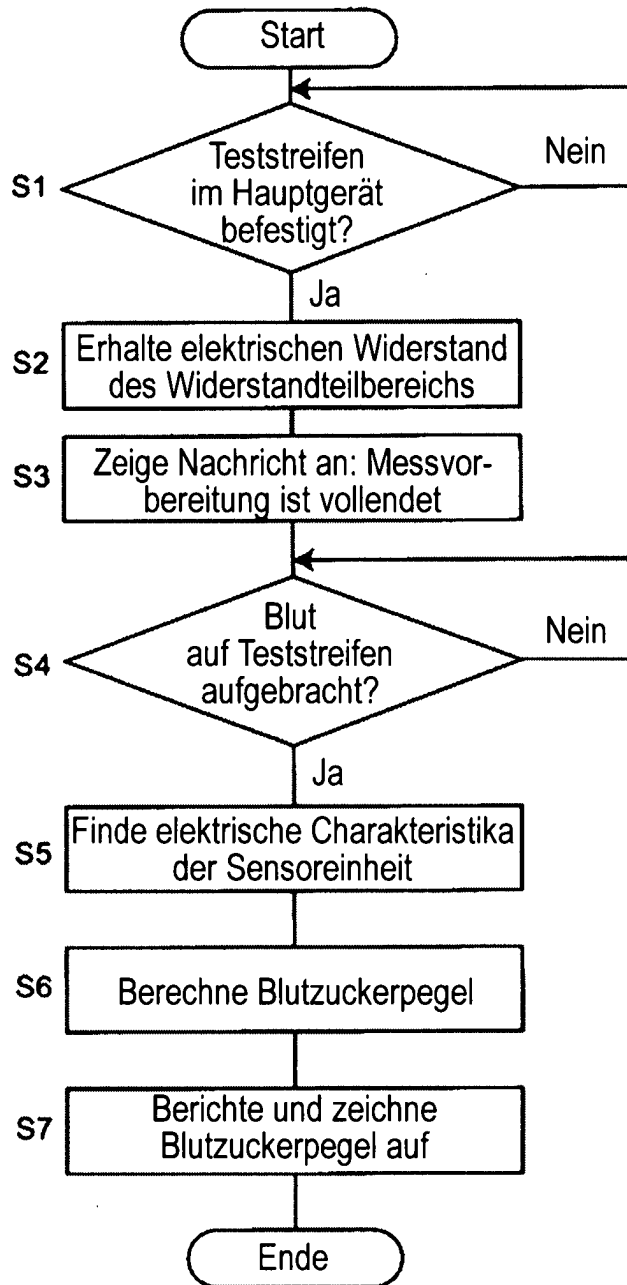 Start
S1
Teststreifen
im Hauptgerät
befestigt?
Nein
Ja
S2
Erhalte elektrischen Widerstand
des Widerstandteilbereichs
S3
Zeige Nachricht an: Messvor-
bereitung ist vollendet
S4
Blut
auf Teststreifen
aufgebracht?
Nein
Ja
S5
Finde elektrische Charakteristika
der Sensoreinheit
S6
Berechne Blutzuckerpegel
S7
Berichte und zeichne
Blutzuckerpegel auf
Ende